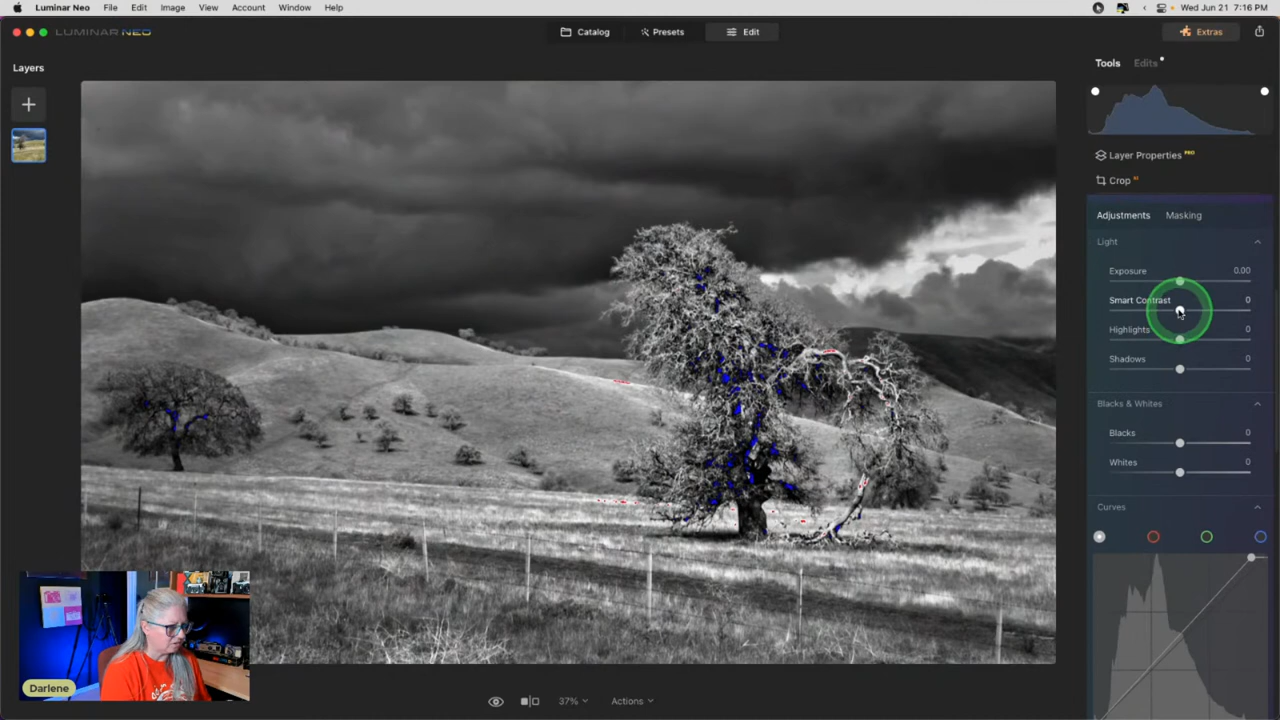 Luminar Neo File Edit Image View Account Window Help Wed Jun 21 7:16 PM
LUMINAR NEO Catalog Presets Edit Extras
Layers
Tools Edits
Layer Properties PRO
Crop AI
Adjustments Masking
Light
Exposure 0.00
Smart Contrast 0
Highlights 0
Shadows 0
Blacks & Whites
Blacks 0
Whites 0
Curves
Darlene
37% Actions